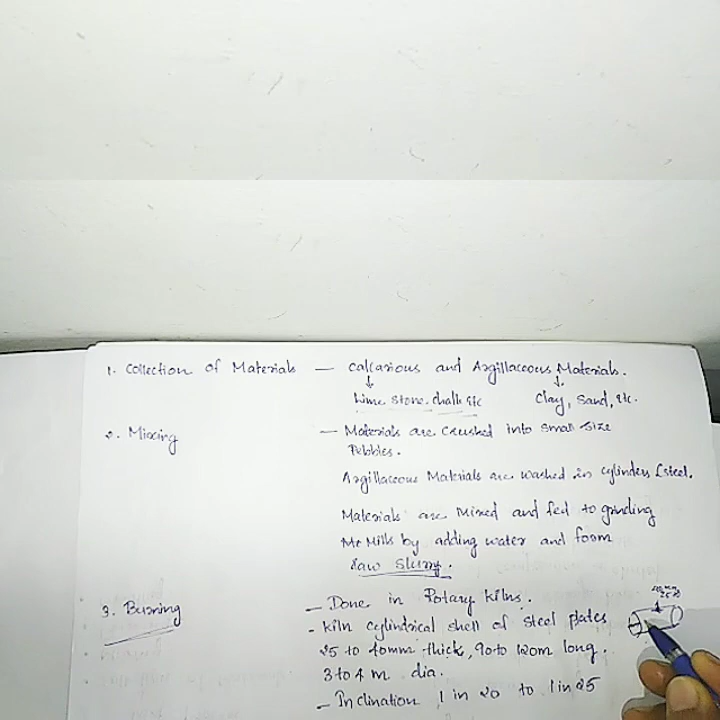 1. Collection of Materials — Calcarious and Argillaceous Materials.
↓ ↓
Lime stone, chalk etc Clay, Sand, etc.
2. Mixing — Materials are Crushed into Small Size
Pebbles.
Argillaceous Materials are washed in cylinders (steel.
Materials are Mixed and fed to grinding
Mills by adding water and form
raw Slurry.
3. Burning — Done in Rotary kilns.
- kiln cylindrical shell of steel plates
25 to 40mm thick, 90 to 120m long,
3 to 4 m dia.
- Inclination 1 in 20 to 1 in 25